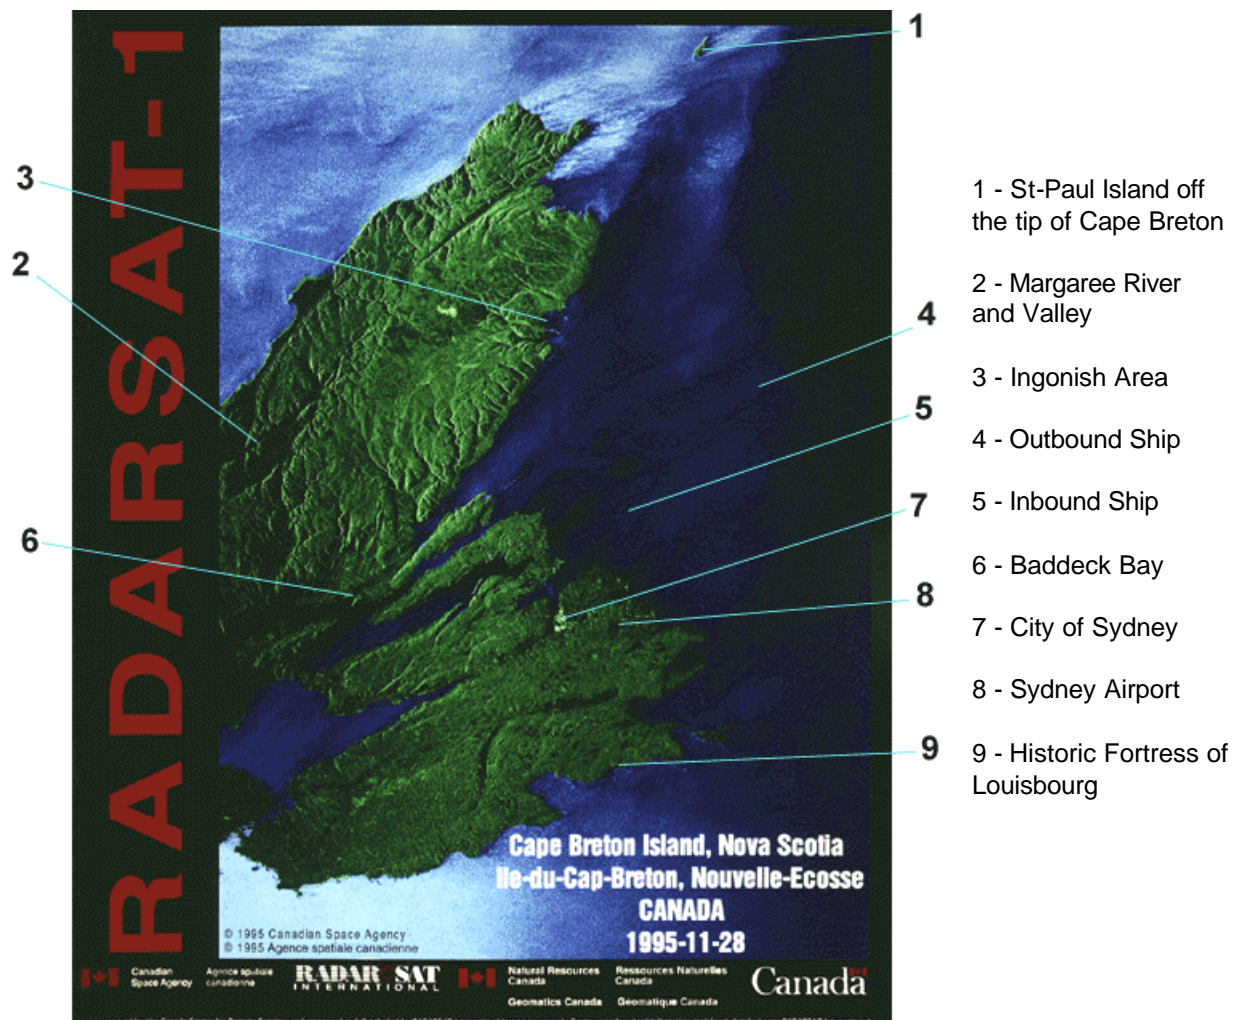 RADARSAT-1
1
2
3
4
5
6
7
8
9
1 - St-Paul Island off
the tip of Cape Breton
2 - Margaree River
and Valley
3 - Ingonish Area
4 - Outbound Ship
5 - Inbound Ship
6 - Baddeck Bay
7 - City of Sydney
8 - Sydney Airport
9 - Historic Fortress of
Louisbourg
Cape Breton Island, Nova Scotia
Ile-du-Cap-Breton, Nouvelle-Ecosse
CANADA
1995-11-28
© 1995 Canadian Space Agency
© 1995 Agence spatiale canadienne
Canadian
Space Agency
Agence spatiale
canadienne
RADARSAT
INTERNATIONAL
Natural Resources
Canada
Ressources Naturelles
Canada
Geomatics Canada
Géomatique Canada
Canada